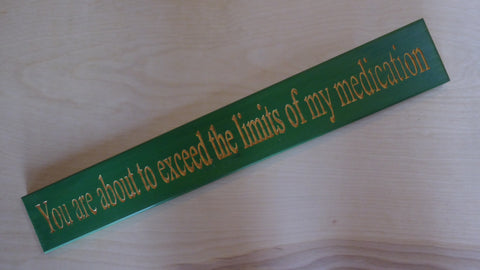 You are about to exceed the limits of my medication